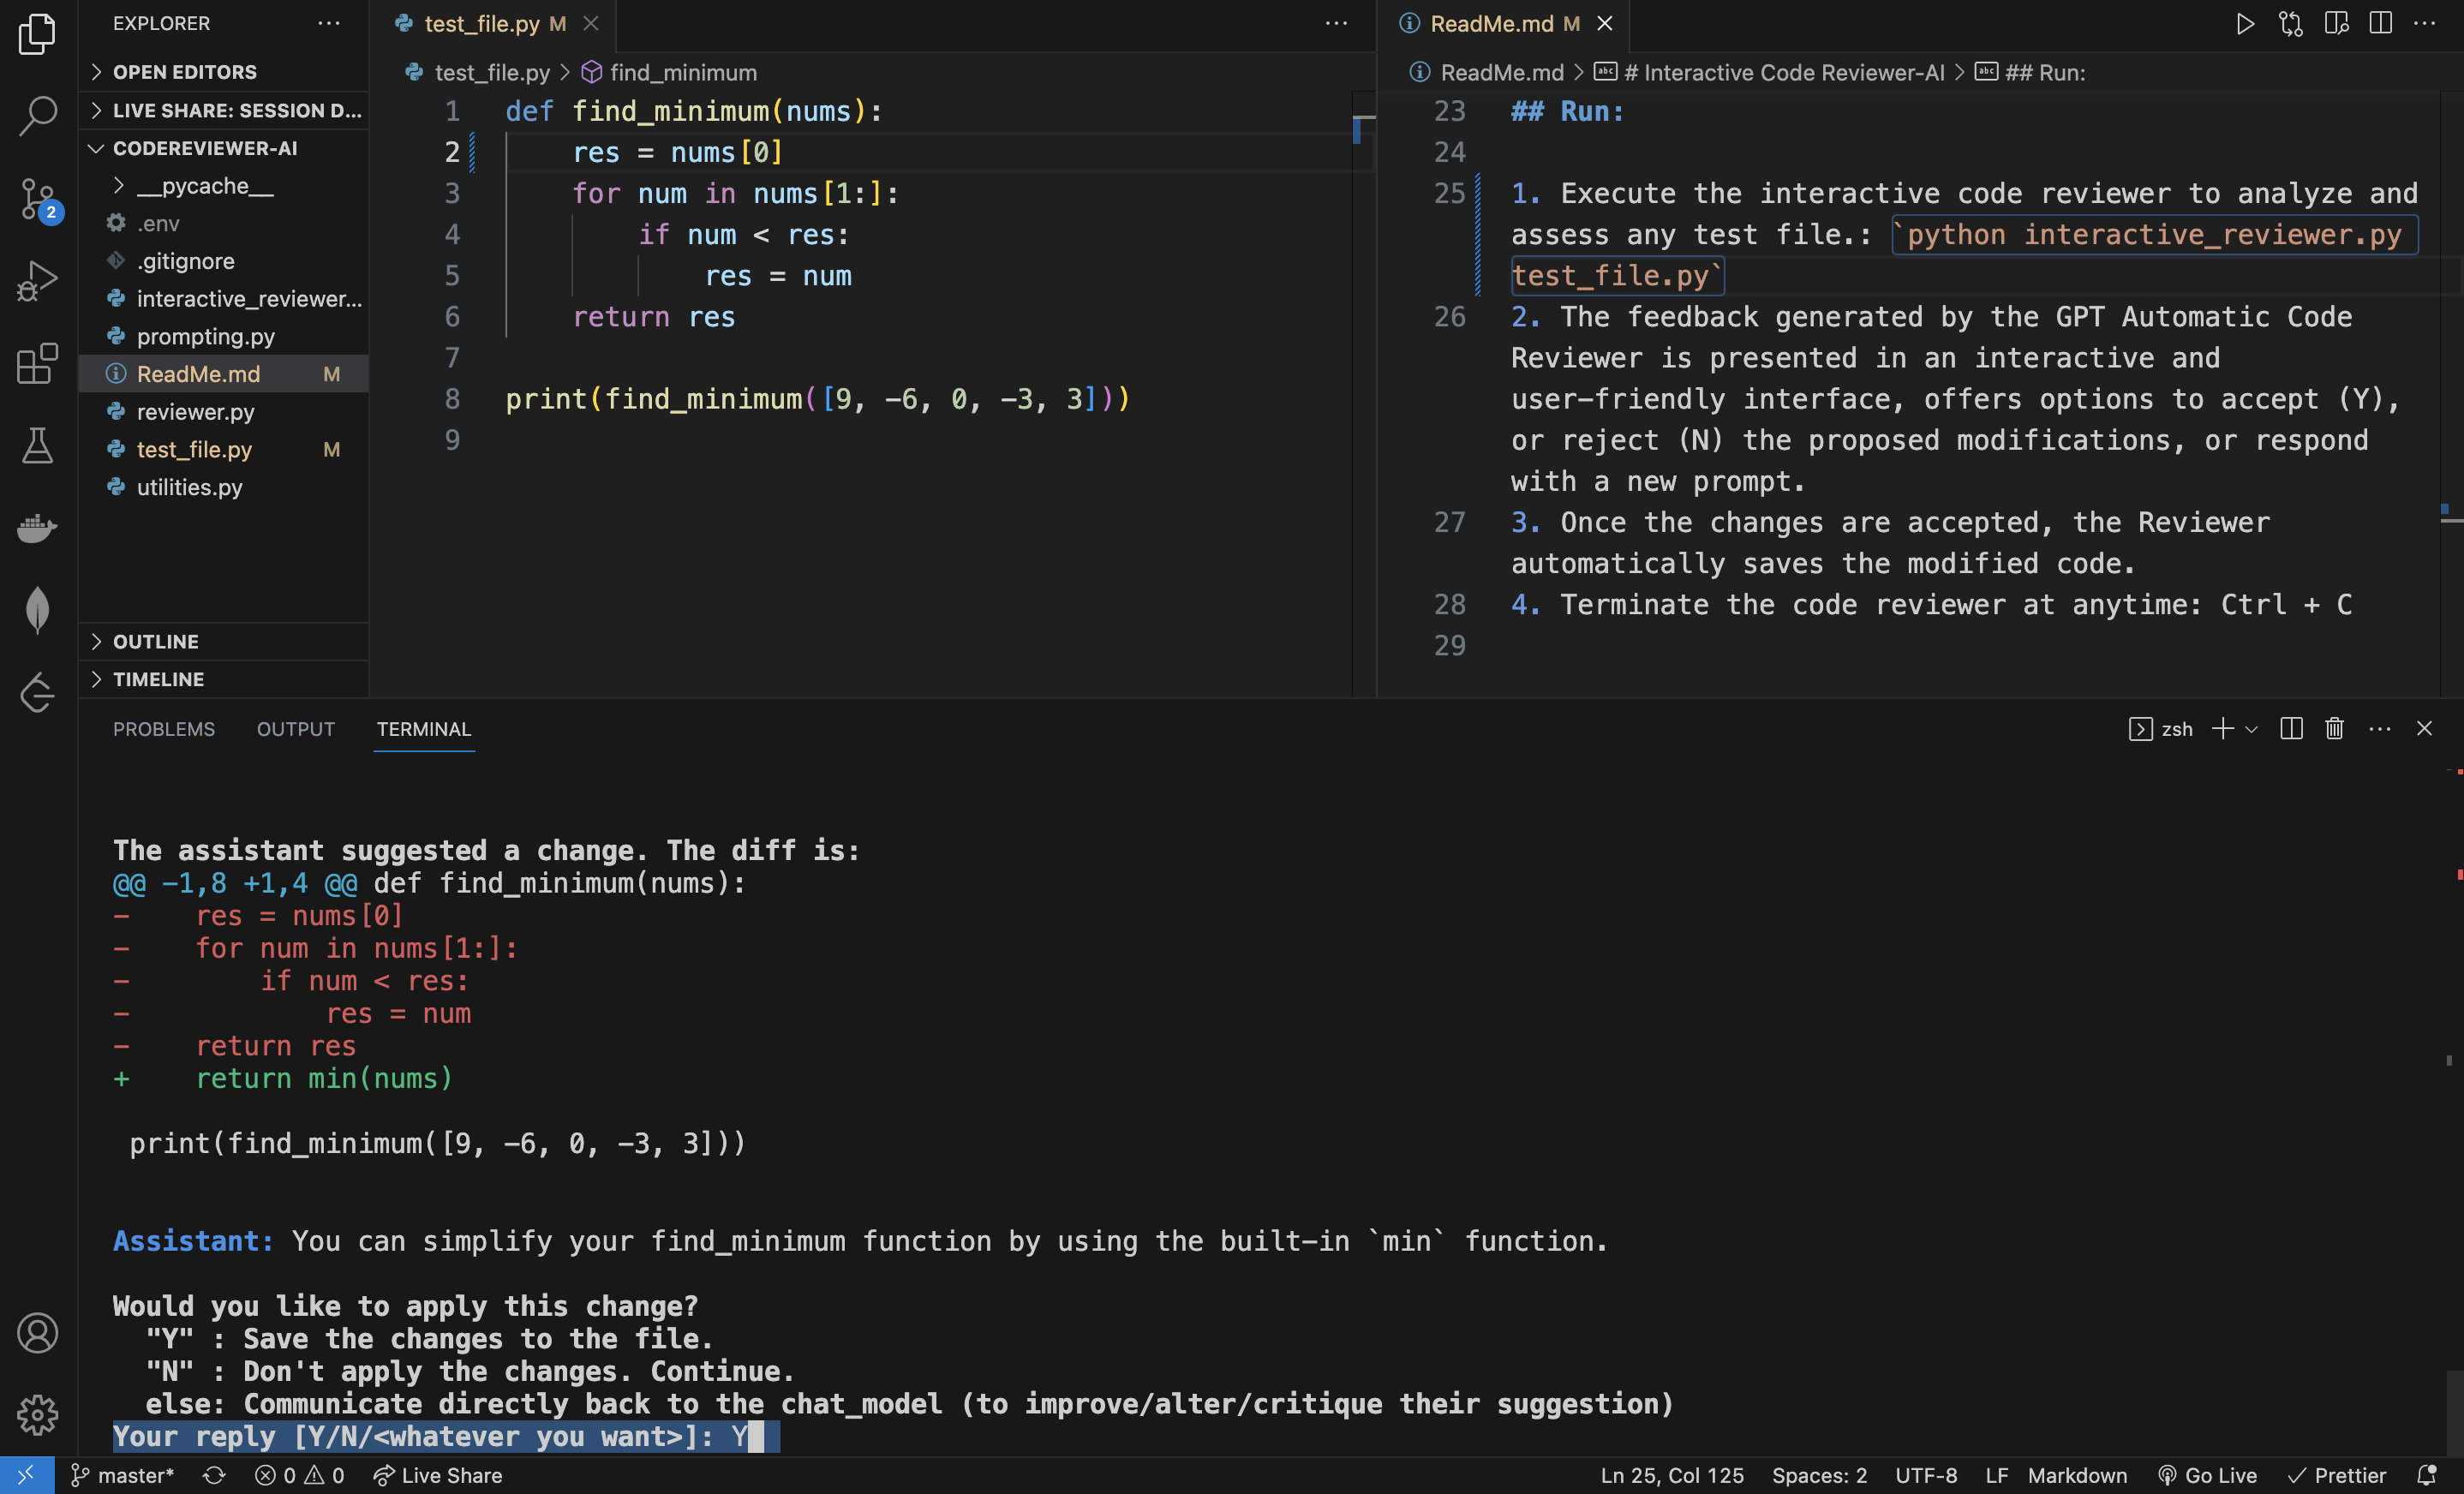 EXPLORER
OPEN EDITORS
LIVE SHARE: SESSION D...
CODEREVIEWER-AI
__pycache__
.env
.gitignore
interactive_reviewer...
prompting.py
ReadMe.md M
reviewer.py
test_file.py M
utilities.py
OUTLINE
TIMELINE
2
test_file.py M
test_file.py > find_minimum
1 def find_minimum(nums):
2     res = nums[0]
3     for num in nums[1:]:
4         if num < res:
5             res = num
6     return res
7
8 print(find_minimum([9, -6, 0, -3, 3]))
9
ReadMe.md M
ReadMe.md > # Interactive Code Reviewer-AI > ## Run:
23 ## Run:
24
25 1. Execute the interactive code reviewer to analyze and
assess any test file.: `python interactive_reviewer.py
test_file.py`
26 2. The feedback generated by the GPT Automatic Code
Reviewer is presented in an interactive and
user-friendly interface, offers options to accept (Y),
or reject (N) the proposed modifications, or respond
with a new prompt.
27 3. Once the changes are accepted, the Reviewer
automatically saves the modified code.
28 4. Terminate the code reviewer at anytime: Ctrl + C
29
PROBLEMS OUTPUT TERMINAL
zsh
The assistant suggested a change. The diff is:
@@ -1,8 +1,4 @@ def find_minimum(nums):
-    res = nums[0]
-    for num in nums[1:]:
-        if num < res:
-            res = num
-    return res
+    return min(nums)
print(find_minimum([9, -6, 0, -3, 3]))
Assistant: You can simplify your find_minimum function by using the built-in `min` function.
Would you like to apply this change?
"Y" : Save the changes to the file.
"N" : Don't apply the changes. Continue.
else: Communicate directly back to the chat_model (to improve/alter/critique their suggestion)
Your reply [Y/N/<whatever you want>]: Y
master* 0 0 Live Share Ln 25, Col 125 Spaces: 2 UTF-8 LF Markdown Go Live Prettier